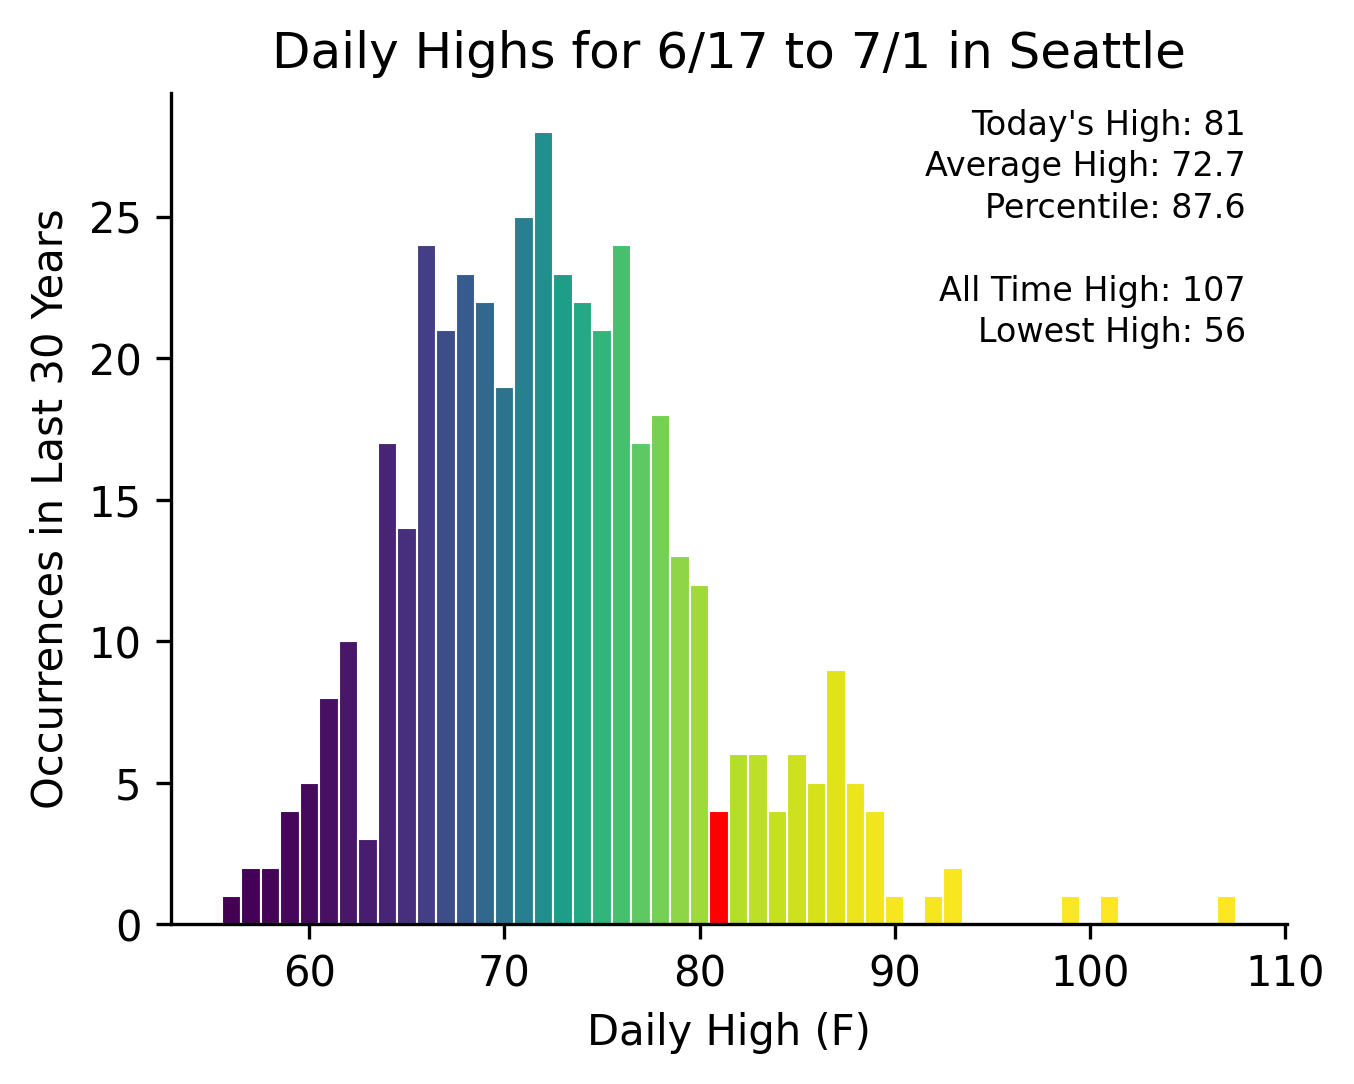 Daily Highs for 6/17 to 7/1 in Seattle
Today's High: 81
Average High: 72.7
Percentile: 87.6
All Time High: 107
Lowest High: 56
Occurrences in Last 30 Years
25
20
15
10
5
0
60 70 80 90 100 110
Daily High (F)